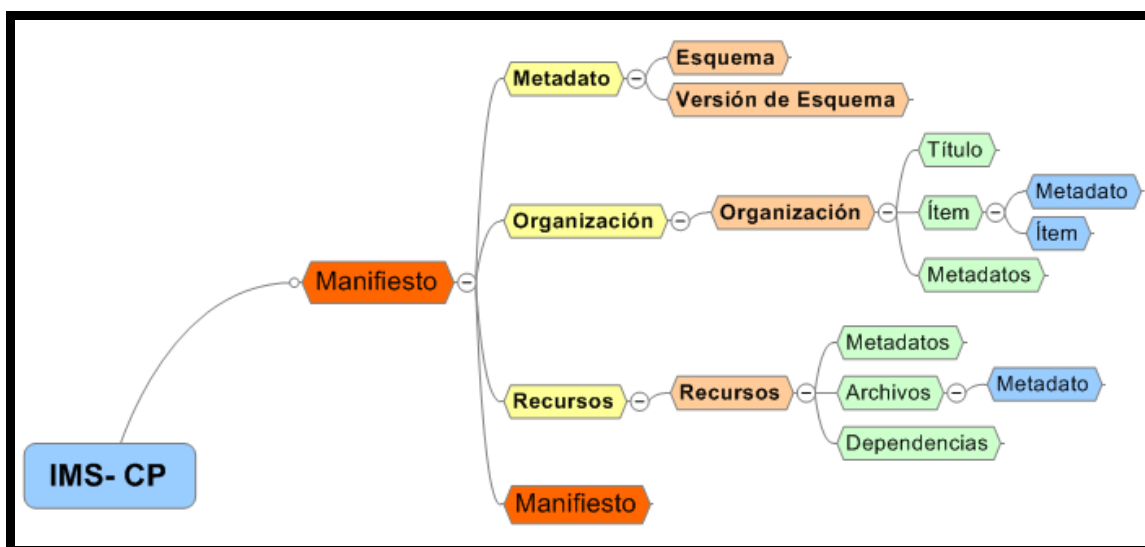 IMS- CP
Manifiesto
Metadato
Esquema
Versión de Esquema
Organización
Organización
Título
Ítem
Metadato
Ítem
Metadatos
Recursos
Recursos
Metadatos
Archivos
Metadato
Dependencias
Manifiesto